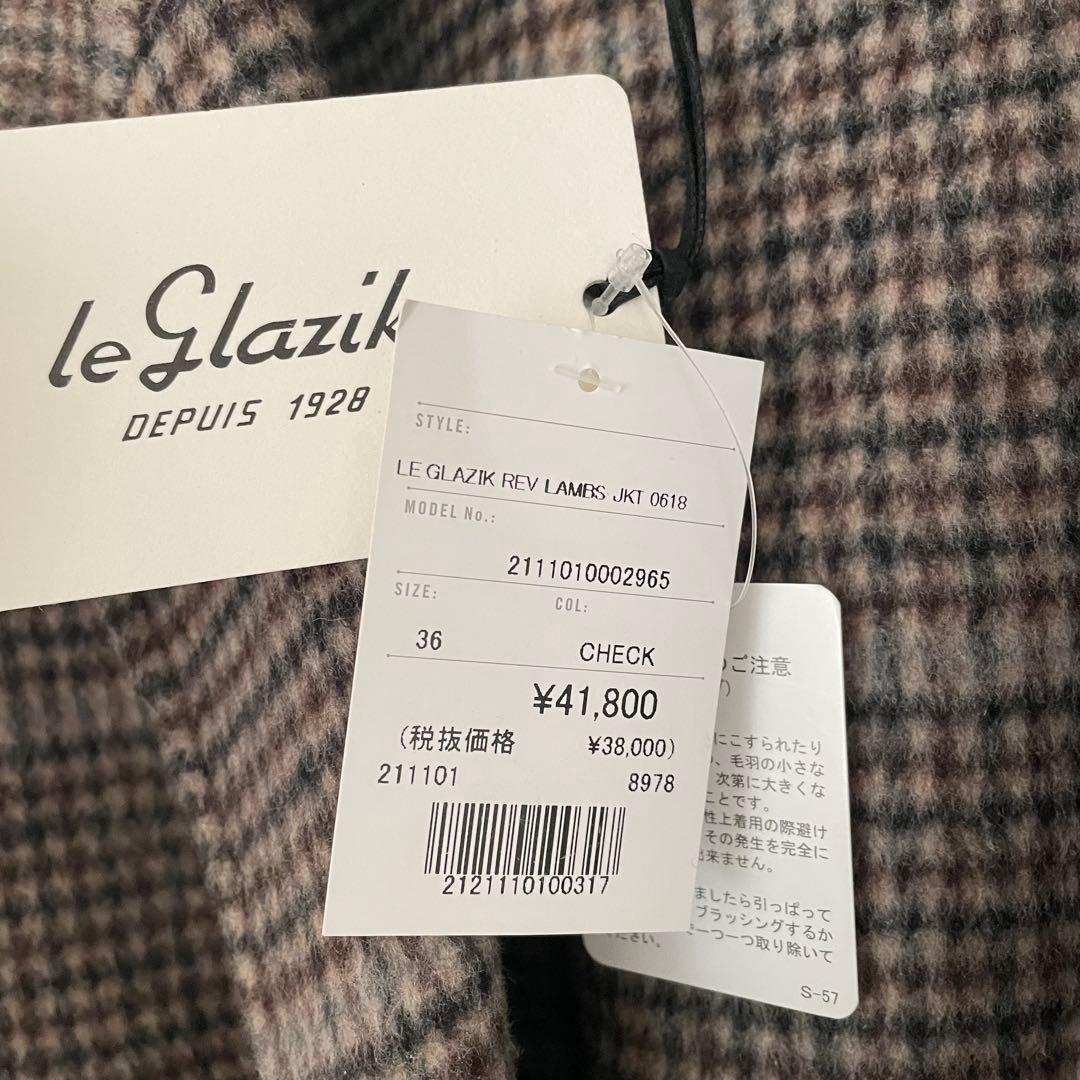 le Glazik
DEPUIS 1928
STYLE:
LE GLAZIK REV LAMBS JKT 0618
MODEL No.:
2111010002965
SIZE: COL:
36 CHECK
¥41,800
(税抜価格 ¥38,000)
211101 8978
2121110100317
ご注意
にこすられたり
、毛羽の小さな
次第に大きくな
ことです。
性上着用の際避け
その発生を完全に
出来ません。
ましたら引っぱって
ブラッシングするか
一つ一つ取り除いて
ださい。
S-57